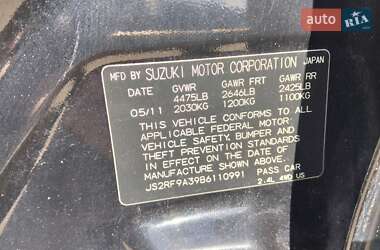 AUTO RIA
MFD BY SUZUKI MOTOR CORPORATION JAPAN
DATE GVWR GAWR FRT GAWR RR
4475LB 2646LB 2425LB
05/11 2030KG 1200KG 1100KG
THIS VEHICLE CONFORMS TO ALL
APPLICABLE FEDERAL MOTOR
VEHICLE SAFETY, BUMPER AND
THEFT PREVENTION STANDARDS
IN EFFECT ON THE DATE OF
MANUFACTURE SHOWN ABOVE.
JS2RF9A39B6110991 PASS CAR
2.4L 4WD US